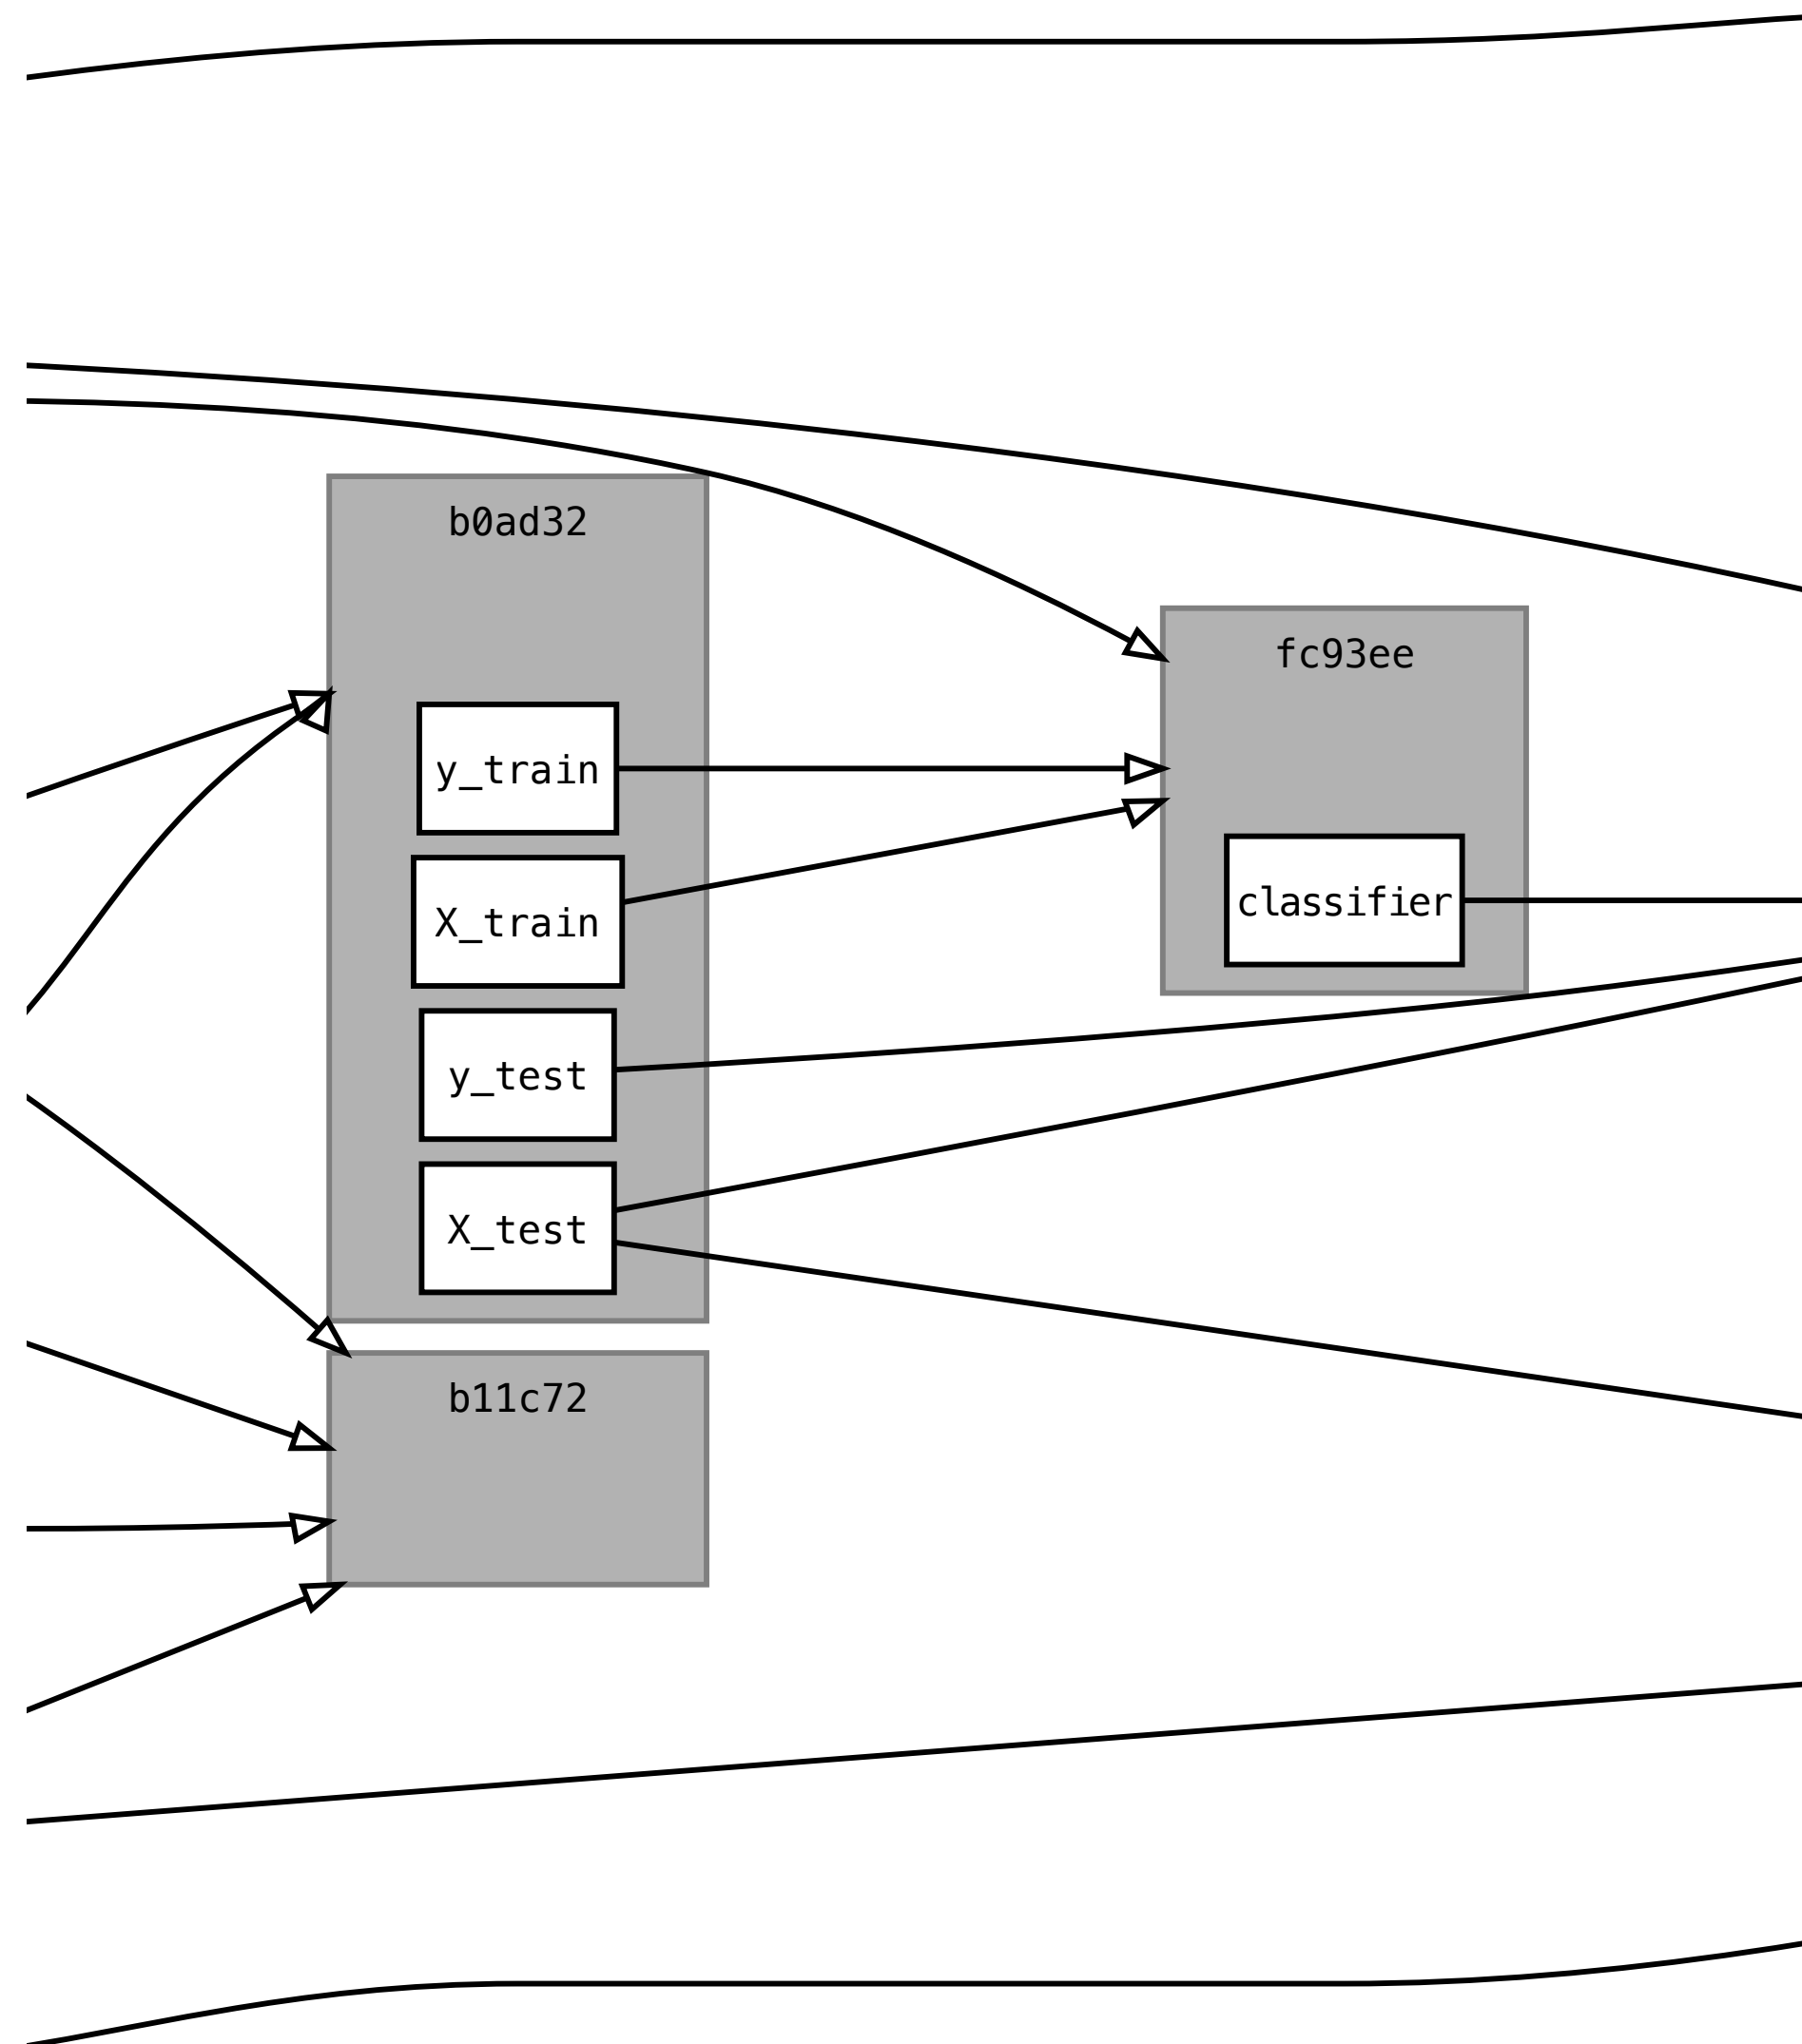 b0ad32
y_train
X_train
y_test
X_test
b11c72
fc93ee
classifier